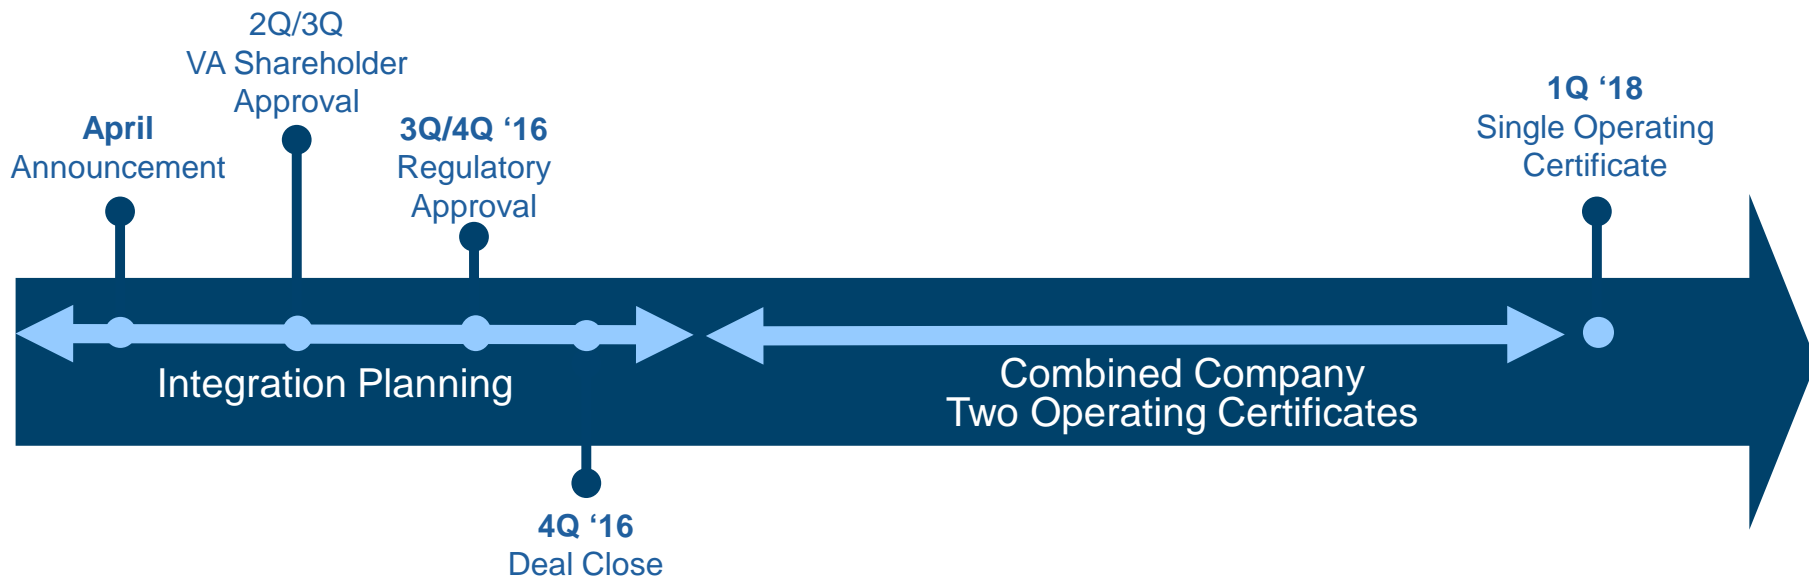 April
Announcement
2Q/3Q
VA Shareholder
Approval
3Q/4Q ‘16
Regulatory
Approval
1Q ‘18
Single Operating
Certificate
Integration Planning
Combined Company
Two Operating Certificates
4Q ‘16
Deal Close